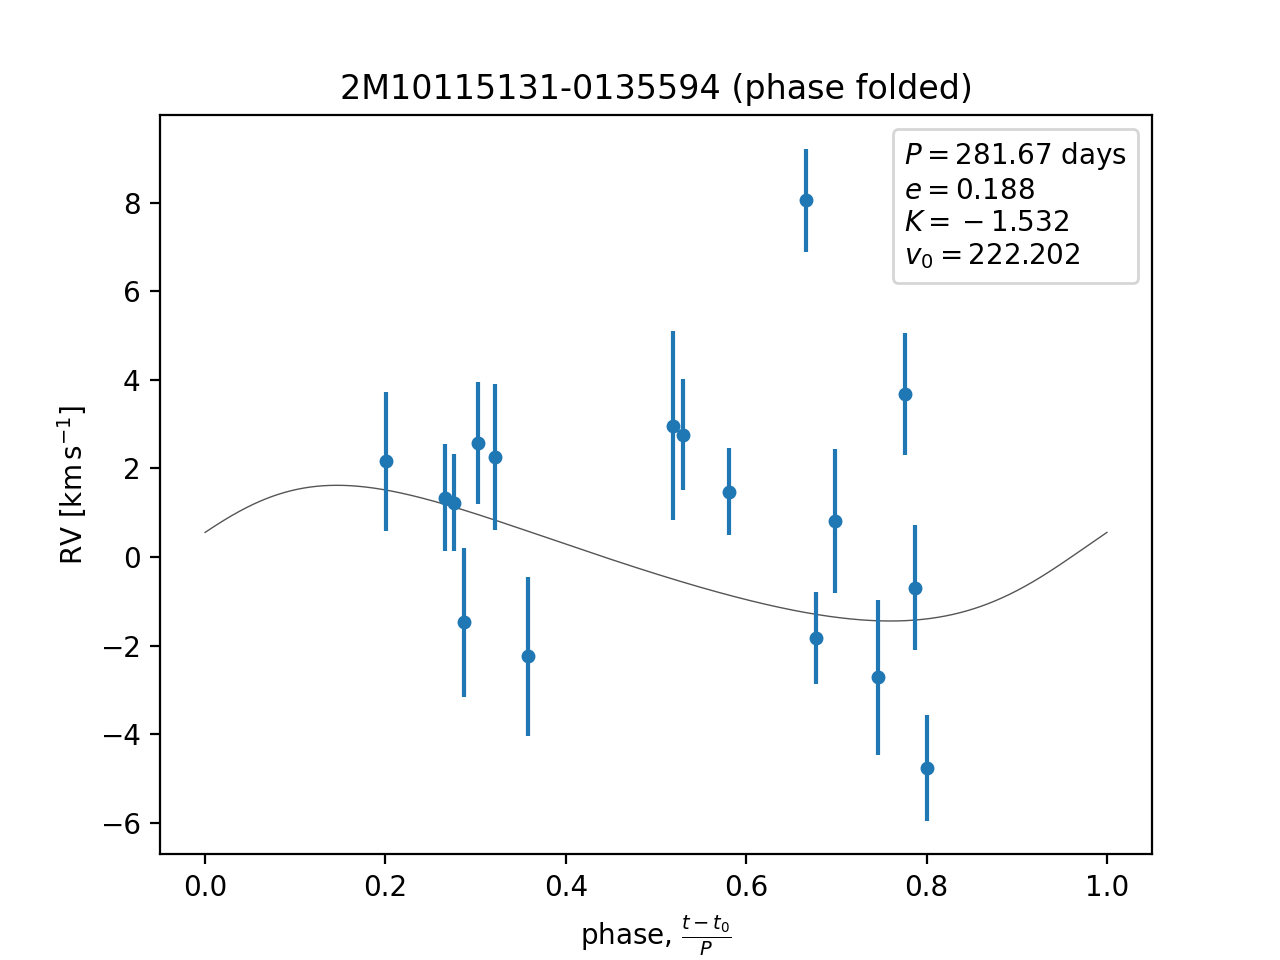 2M10115131-0135594 (phase folded)
P = 281.67 days
e = 0.188
K = −1.532
v₀ = 222.202
8
6
4
2
0
−2
−4
−6
RV [km s⁻¹]
0.0 0.2 0.4 0.6 0.8 1.0
phase, (t − t₀)/P